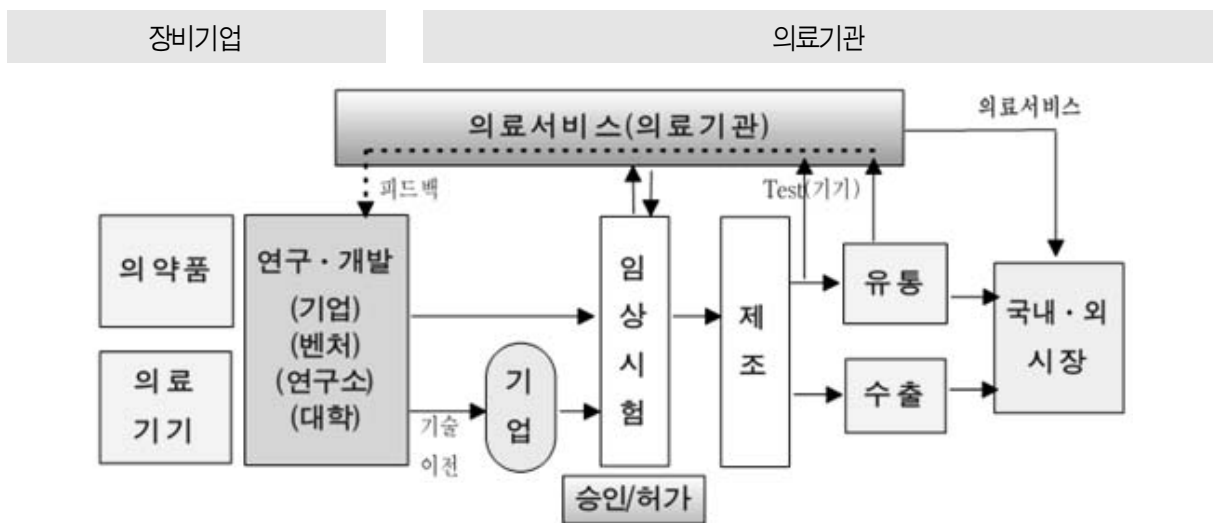 장비기업
의료기관
의료서비스(의료기관)
의료서비스
피드백
Test(기기)
의약품
의료
기기
연구·개발
(기업)
(벤처)
(연구소)
(대학)
기술
이전
기
업
임
상
시
험
승인/허가
제
조
유통
수출
국내·외
시장